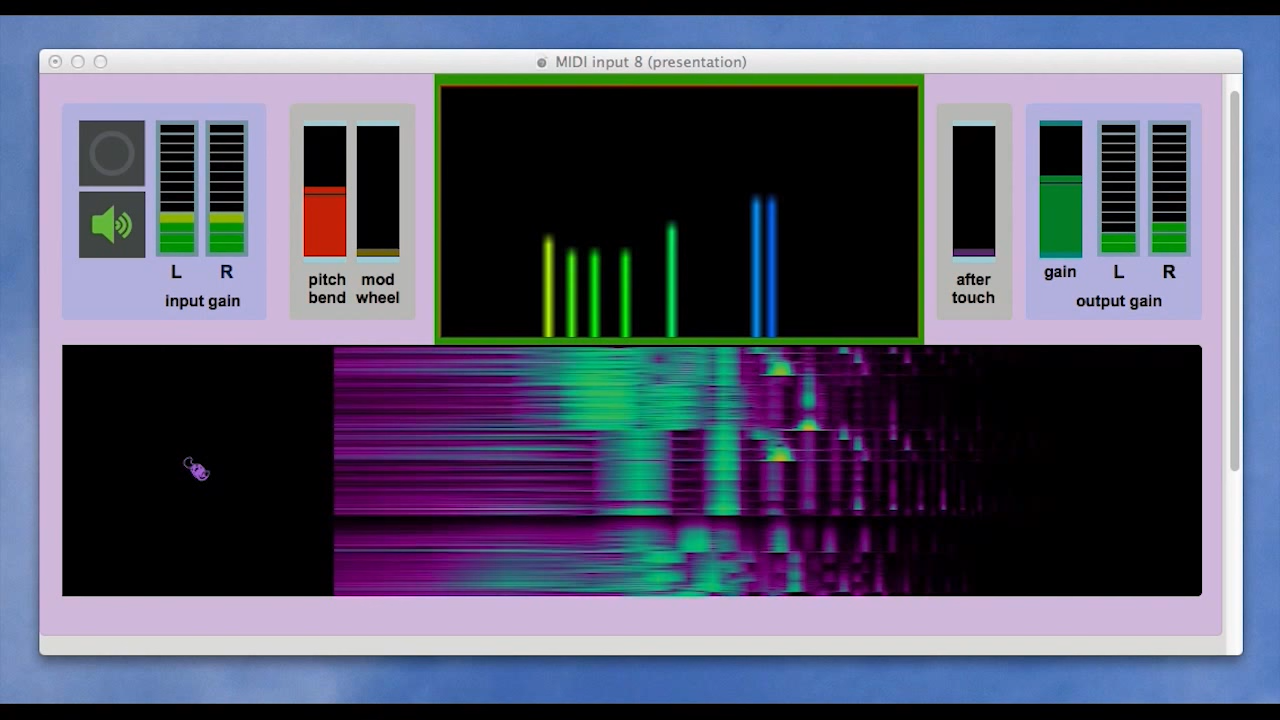 MIDI input 8 (presentation)
L R
input gain
pitch bend
mod wheel
after touch
gain L R
output gain